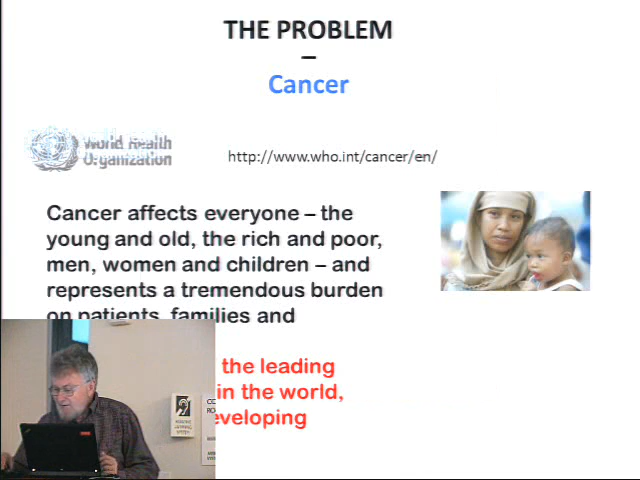 THE PROBLEM
–
Cancer
World Health
Organization
http://www.who.int/cancer/en/
Cancer affects everyone – the
young and old, the rich and poor,
men, women and children – and
represents a tremendous burden
on patients, families and
the leading
in the world,
eveloping